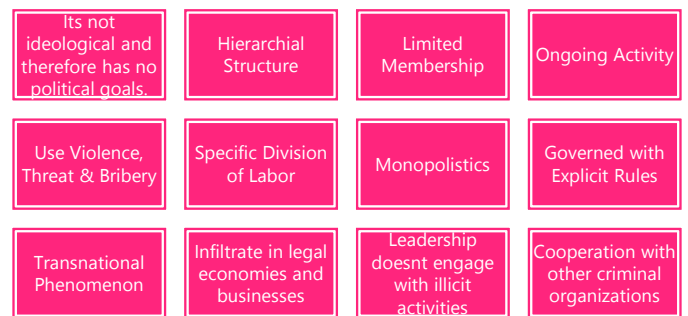 Its not
ideological and
therefore has no
political goals.
Hierarchial
Structure
Limited
Membership
Ongoing Activity
Use Violence,
Threat & Bribery
Specific Division
of Labor
Monopolistics
Governed with
Explicit Rules
Transnational
Phenomenon
Infiltrate in legal
economies and
businesses
Leadership
doesnt engage
with illicit
activities
Cooperation with
other criminal
organizations